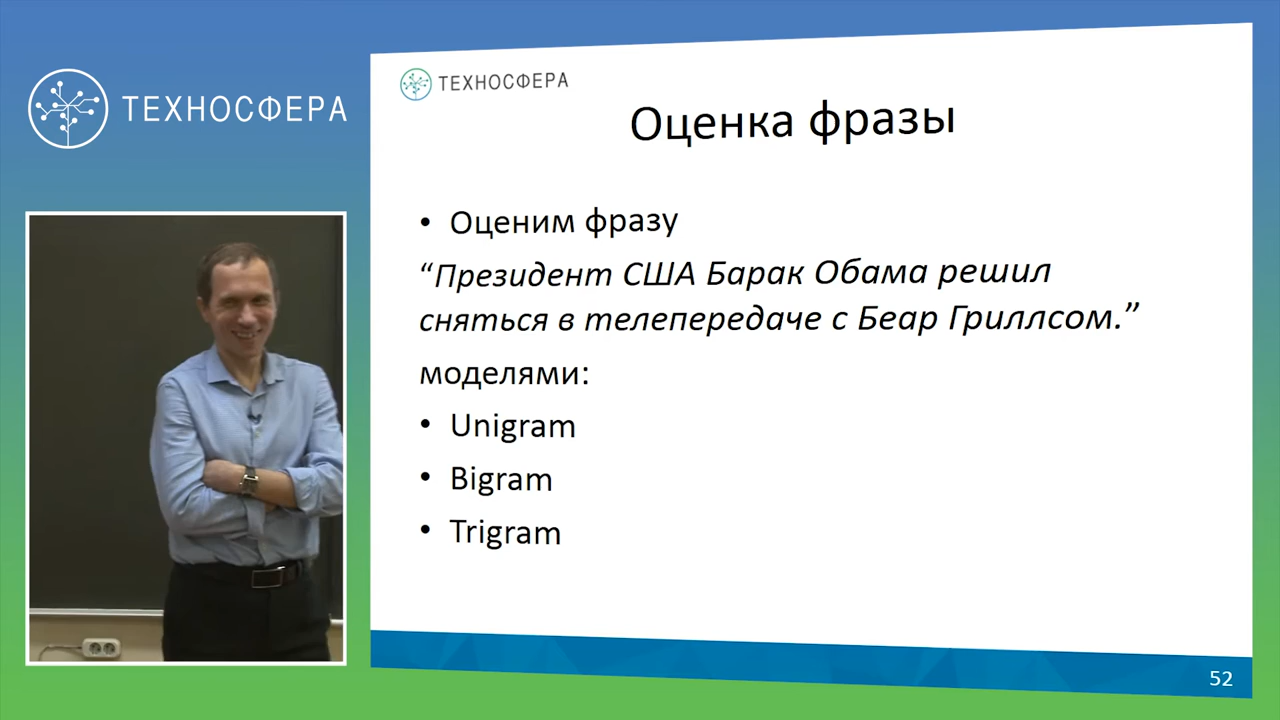 ТЕХНОСФЕРА
ТЕХНОСФЕРА
Оценка фразы
• Оценим фразу
“Президент США Барак Обама решил
сняться в телепередаче с Беар Гриллсом.”
моделями:
• Unigram
• Bigram
• Trigram
52